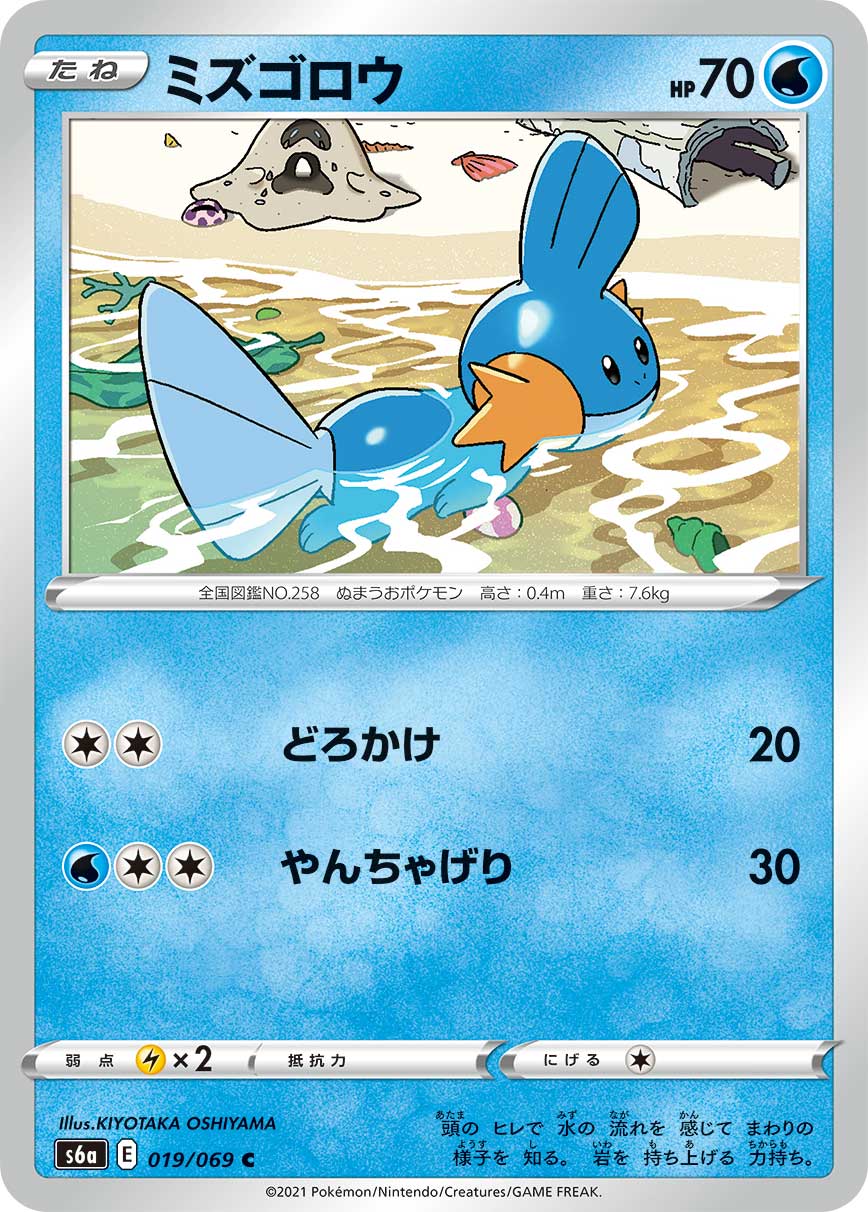 たね ミズゴロウ HP70
全国図鑑NO.258 ぬまうおポケモン 高さ:0.4m 重さ:7.6kg
どろかけ 20
やんちゃげり 30
弱点 ×2 抵抗力 にげる
Illus.KIYOTAKA OSHIYAMA
頭の ヒレで 水の 流れを 感じて まわりの
様子を 知る。岩を 持ち上げる 力持ち。
s6a E 019/069 C
©2021 Pokémon/Nintendo/Creatures/GAME FREAK.